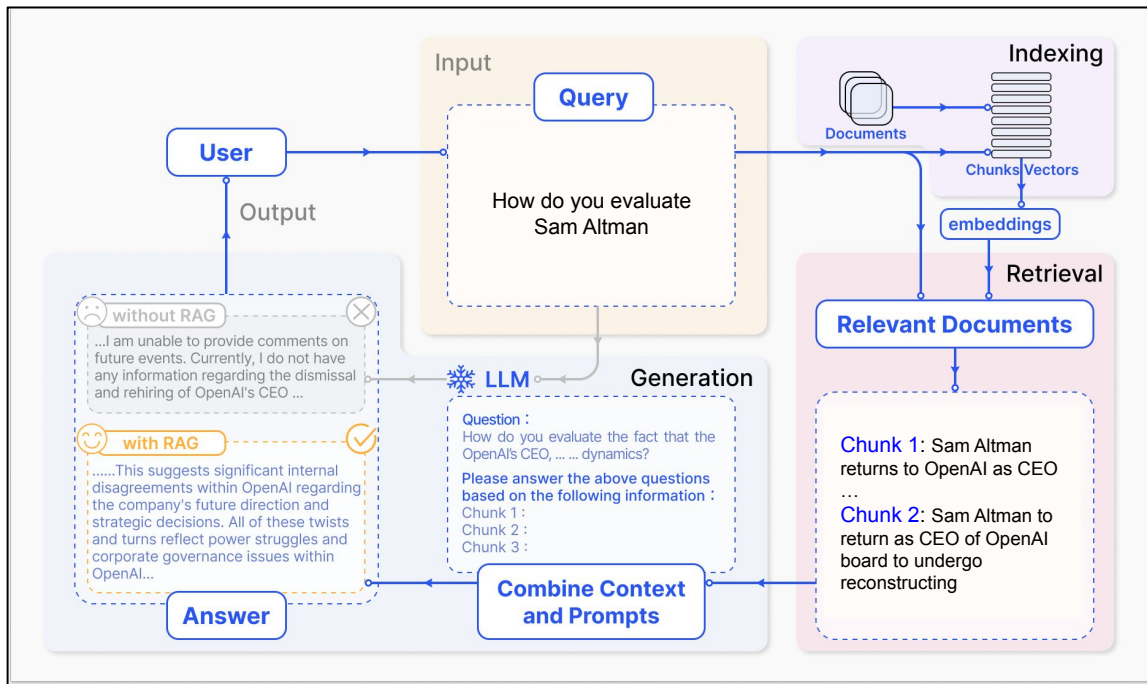 Input
Query
How do you evaluate
Sam Altman
Indexing
Documents
Chunks Vectors
embeddings
User
Output
Retrieval
Relevant Documents
Chunk 1: Sam Altman
returns to OpenAI as CEO
...
Chunk 2: Sam Altman to
return as CEO of OpenAI
board to undergo
reconstructing
Generation
LLM
Question :
How do you evaluate the fact that the
OpenAI's CEO, ... ... dynamics?
Please answer the above questions
based on the following information :
Chunk 1 :
Chunk 2 :
Chunk 3 :
Combine Context
and Prompts
without RAG
...I am unable to provide comments on
future events. Currently, I do not have
any information regarding the dismissal
and rehiring of OpenAI's CEO ...
with RAG
......This suggests significant internal
disagreements within OpenAI regarding
the company's future direction and
strategic decisions. All of these twists
and turns reflect power struggles and
corporate governance issues within
OpenAI...
Answer